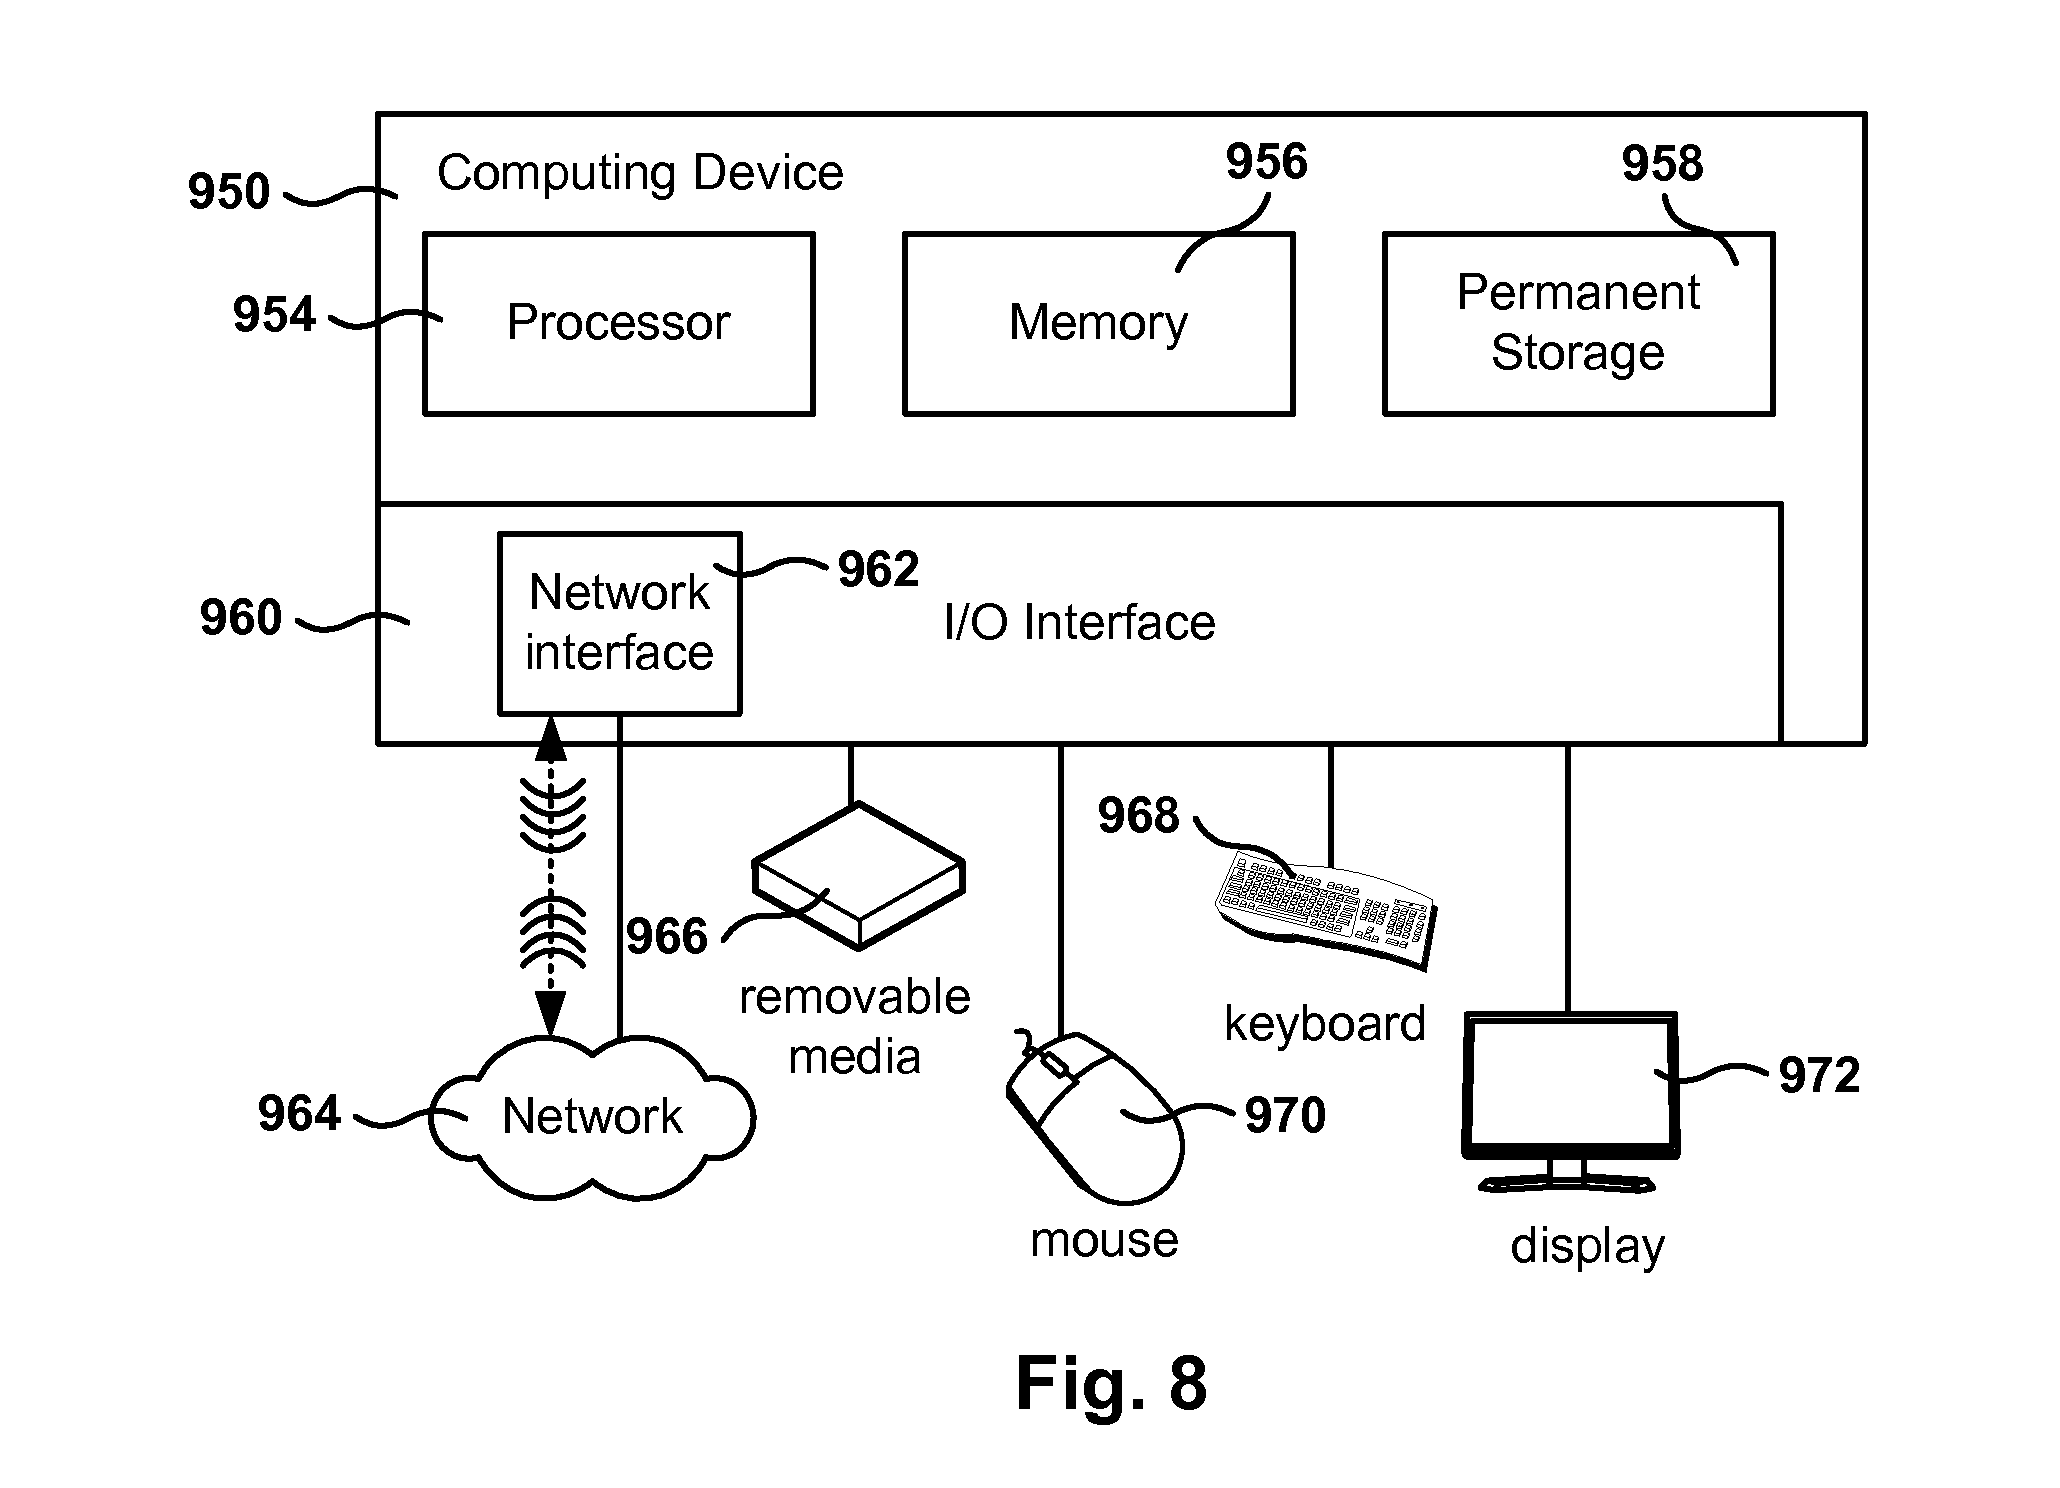 Computing Device
950
956
958
954
Processor
Memory
Permanent
Storage
962
960
Network
interface
I/O Interface
968
966
removable
media
keyboard
964
Network
970
972
mouse
display
Fig. 8